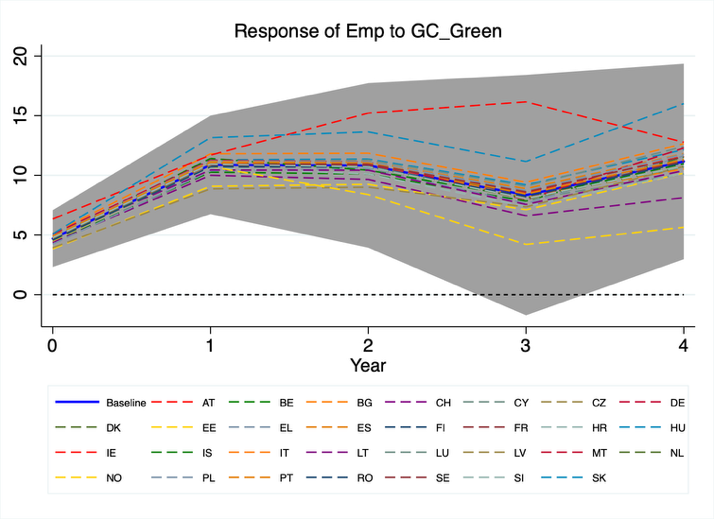 Response of Emp to GC_Green
20
15
10
5
0
0 1 2 3 4
Year
Baseline AT BE BG CH CY CZ DE
DK EE EL ES FI FR HR HU
IE IS IT LT LU LV MT NL
NO PL PT RO SE SI SK